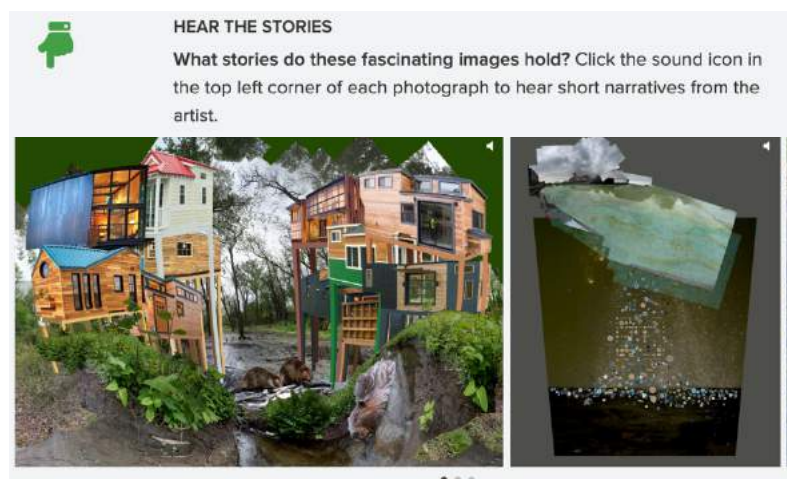 HEAR THE STORIES
What stories do these fascinating images hold? Click the sound icon in
the top left corner of each photograph to hear short narratives from the
artist.